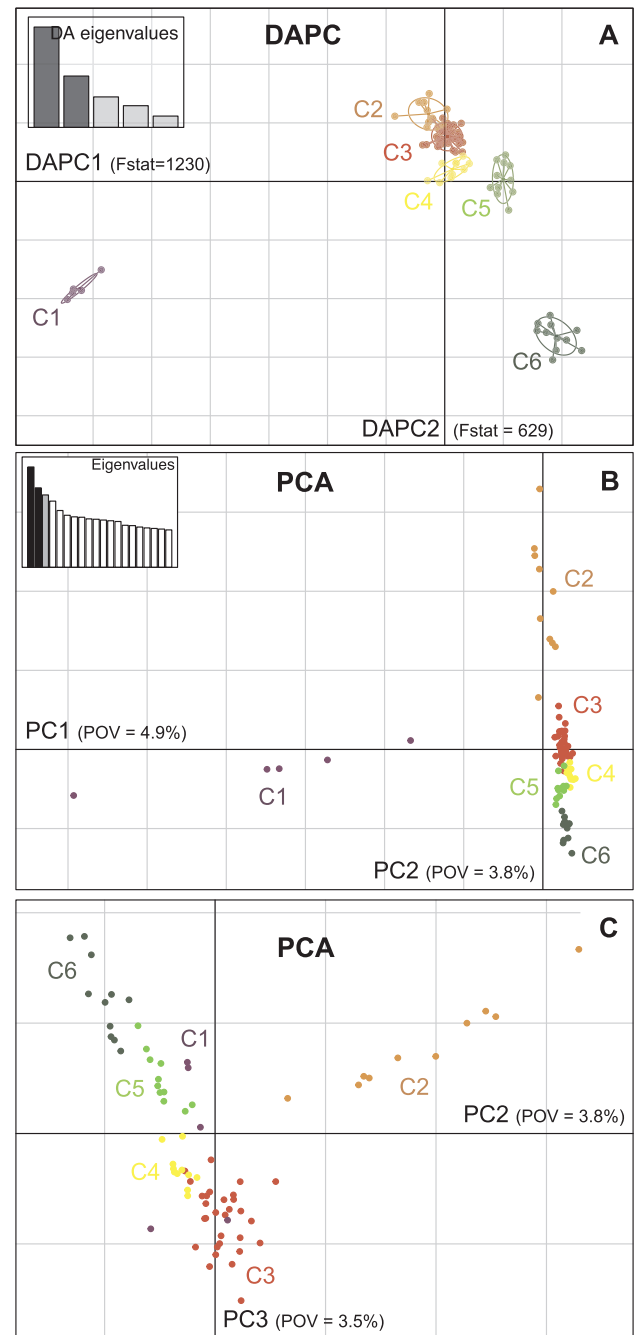 DA eigenvalues
DAPC
A
C2
C3
DAPC1 (Fstat=1230)
C4
C5
C1
C6
DAPC2 (Fstat = 629)
Eigenvalues
PCA
B
C2
C3
PC1 (POV = 4.9%)
C4
C5
C1
C6
PC2 (POV = 3.8%)
C
PCA
C6
C1
C5
C2
PC2 (POV = 3.8%)
C4
C3
PC3 (POV = 3.5%)